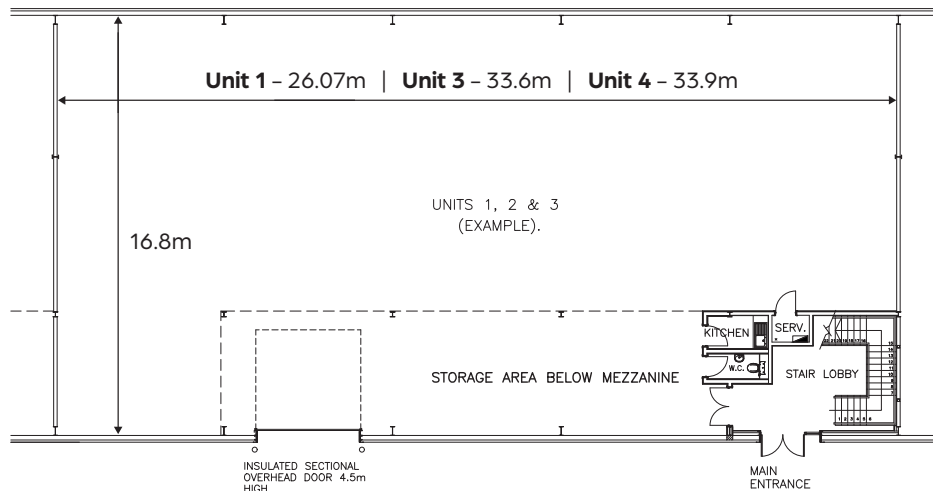 Unit 1 – 26.07m | Unit 3 – 33.6m | Unit 4 – 33.9m
UNITS 1, 2 & 3
(EXAMPLE).
16.8m
KITCHEN
SERV.
W.C.
STORAGE AREA BELOW MEZZANINE
STAIR LOBBY
INSULATED SECTIONAL
OVERHEAD DOOR 4.5m
HIGH
MAIN
ENTRANCE